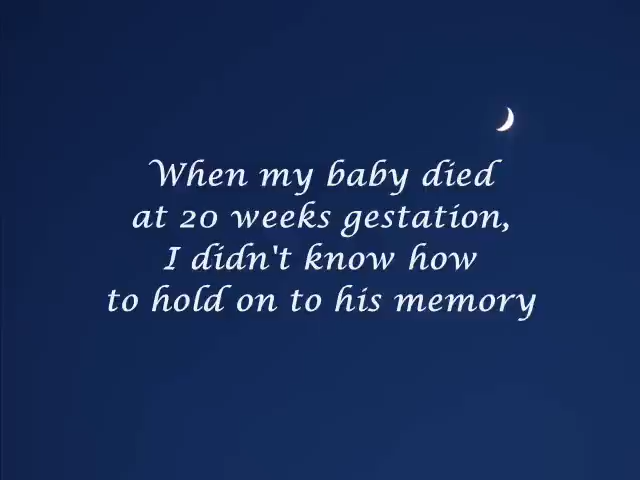 When my baby died
at 20 weeks gestation,
I didn't know how
to hold on to his memory